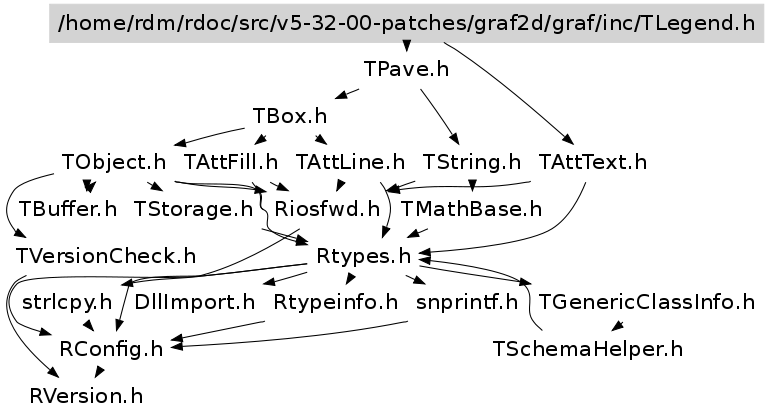 /home/rdm/rdoc/src/v5-32-00-patches/graf2d/graf/inc/TLegend.h
TPave.h
TBox.h
TObject.h TAttFill.h TAttLine.h TString.h TAttText.h
TBuffer.h TStorage.h Riosfwd.h TMathBase.h
TVersionCheck.h Rtypes.h
strlcpy.h DllImport.h Rtypeinfo.h snprintf.h TGenericClassInfo.h
RConfig.h TSchemaHelper.h
RVersion.h